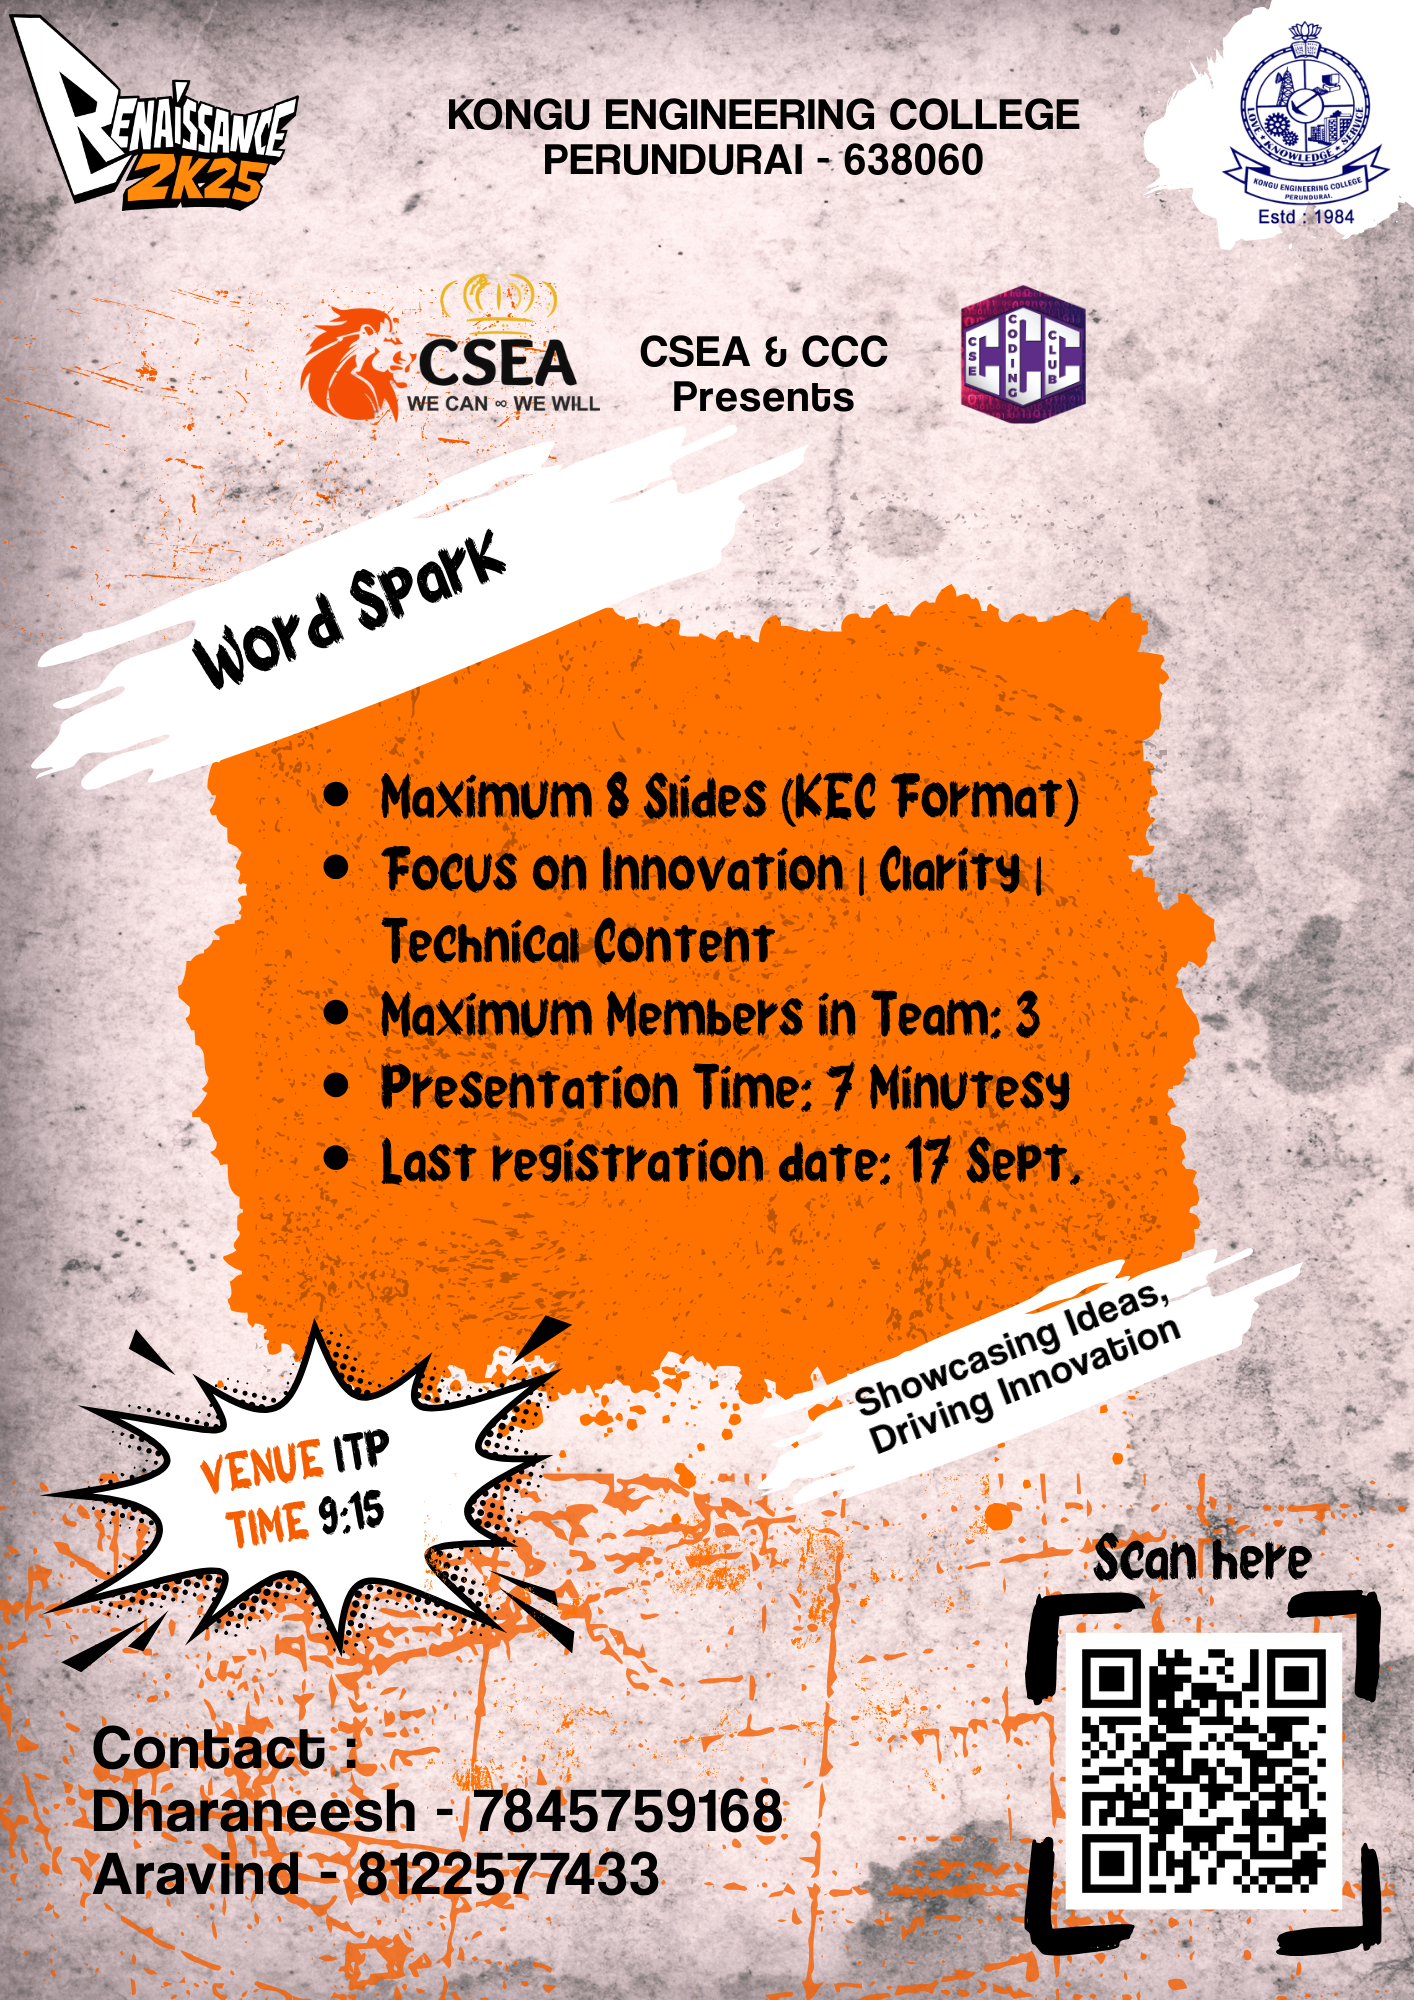 RENAISSANCE
2K25
KONGU ENGINEERING COLLEGE
PERUNDURAI - 638060
LOVE ★ KNOWLEDGE ★ SERVICE
KONGU ENGINEERING COLLEGE
PERUNDURAI.
Estd : 1984
CSEA
WE CAN ∞ WE WILL
CSEA & CCC
Presents
CSE
CODING
CLUB
Word Spark
• Maximum 8 Slides (KEC Format)
• Focus on Innovation | Clarity |
Technical Content
• Maximum Members in Team: 3
• Presentation Time: 7 Minutesy
• Last registration date: 17 Sept.
Showcasing Ideas,
Driving Innovation
VENUE ITP
TIME 9:15
Scan here
Contact :
Dharaneesh - 7845759168
Aravind - 8122577433